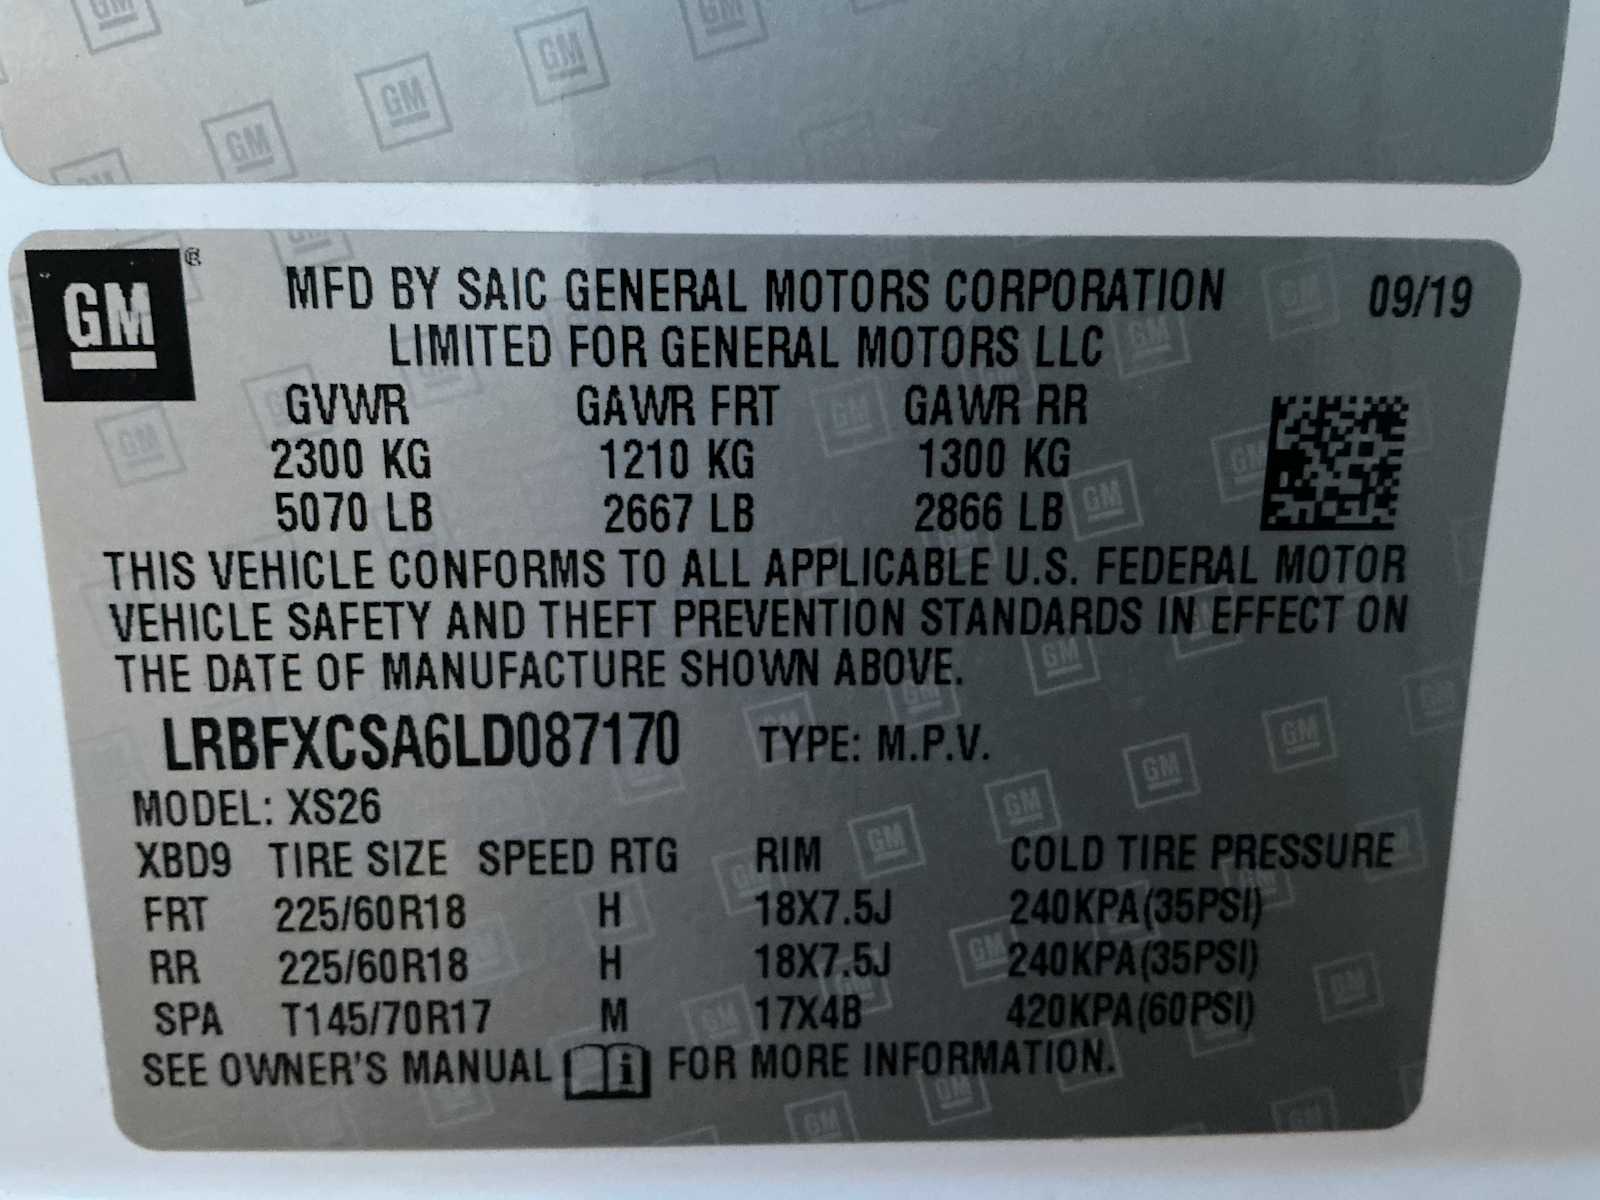 GM ®
MFD BY SAIC GENERAL MOTORS CORPORATION 09/19
LIMITED FOR GENERAL MOTORS LLC
GVWR GAWR FRT GAWR RR
2300 KG 1210 KG 1300 KG
5070 LB 2667 LB 2866 LB
THIS VEHICLE CONFORMS TO ALL APPLICABLE U.S. FEDERAL MOTOR
VEHICLE SAFETY AND THEFT PREVENTION STANDARDS IN EFFECT ON
THE DATE OF MANUFACTURE SHOWN ABOVE.
LRBFXCSA6LD087170 TYPE: M.P.V.
MODEL: XS26
XBD9 TIRE SIZE SPEED RTG RIM COLD TIRE PRESSURE
FRT 225/60R18 H 18X7.5J 240KPA(35PSI)
RR 225/60R18 H 18X7.5J 240KPA(35PSI)
SPA T145/70R17 M 17X4B 420KPA(60PSI)
SEE OWNER'S MANUAL i FOR MORE INFORMATION.